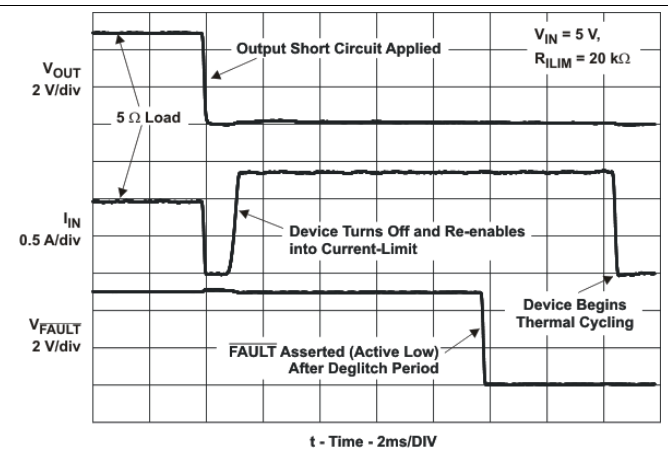 V_IN = 5 V,
R_ILIM = 20 kΩ
Output Short Circuit Applied
V_OUT
2 V/div
5 Ω Load
I_IN
0.5 A/div
Device Turns Off and Re-enables
into Current-Limit
Device Begins
Thermal Cycling
V_F̅A̅U̅L̅T̅
2 V/div
F̅A̅U̅L̅T̅ Asserted (Active Low)
After Deglitch Period
t - Time - 2ms/DIV